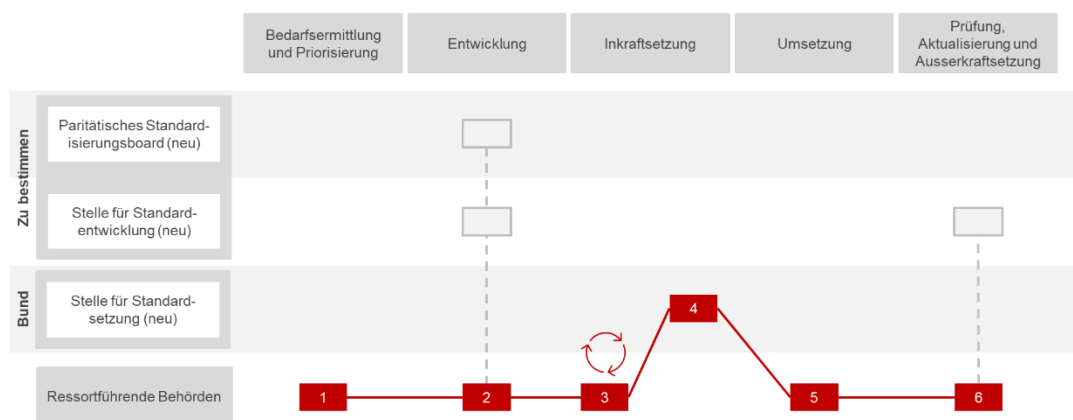 Bedarfsermittlung
und Priorisierung
Entwicklung
Inkraftsetzung
Umsetzung
Prüfung,
Aktualisierung und
Ausserkraftsetzung
Zu bestimmen
Paritätisches Standard-
isierungsboard (neu)
Stelle für Standard-
entwicklung (neu)
Bund
Stelle für Standard-
setzung (neu)
4
Ressortführende Behörden
1
2
3
5
6